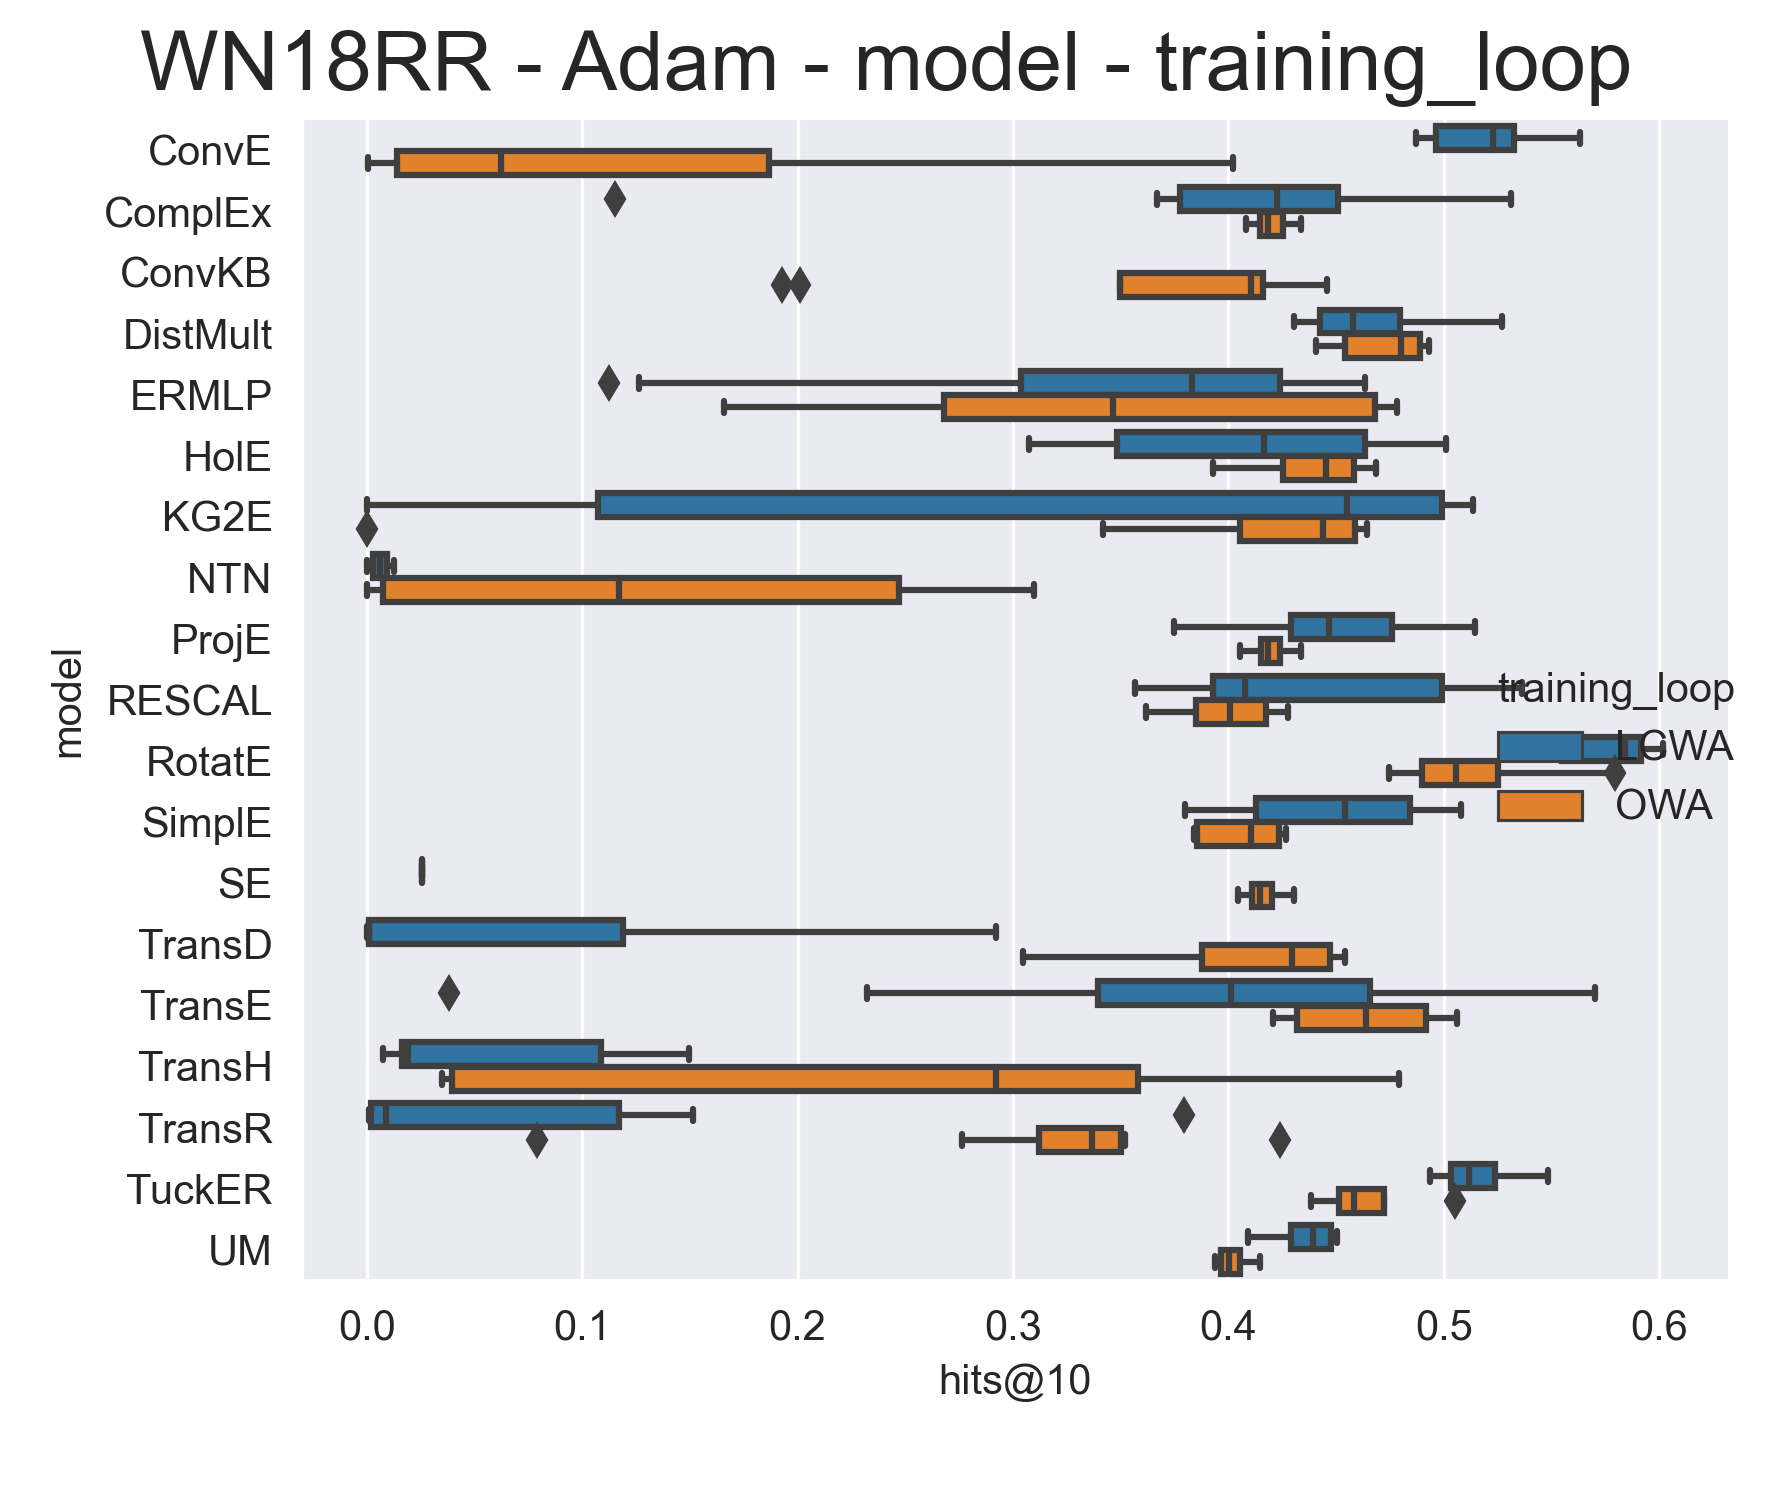 WN18RR - Adam - model - training_loop
ConvE
ComplEx
ConvKB
DistMult
ERMLP
HolE
KG2E
NTN
ProjE
RESCAL
RotatE
SimplE
SE
TransD
TransE
TransH
TransR
TuckER
UM
model
training_loop
LCWA
OWA
0.0 0.1 0.2 0.3 0.4 0.5 0.6
hits@10